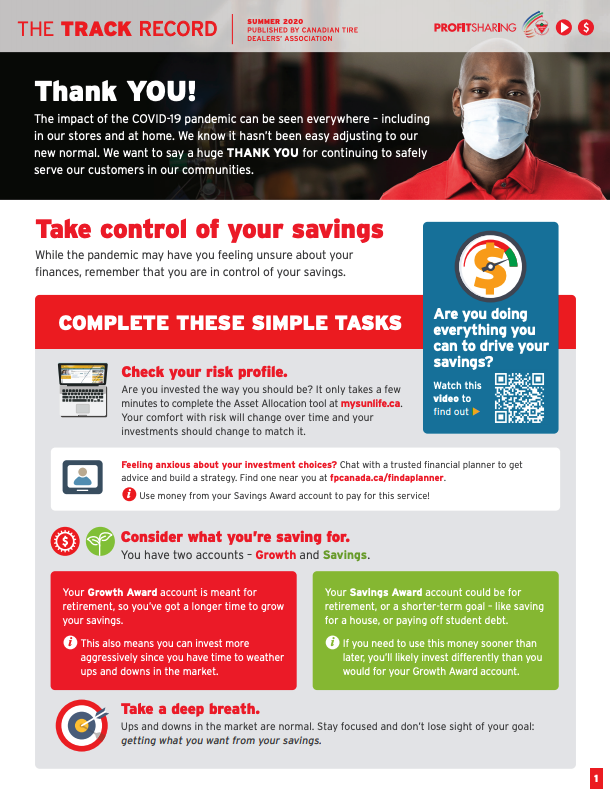 THE TRACK RECORD
SUMMER 2020
PUBLISHED BY CANADIAN TIRE
DEALERS' ASSOCIATION
PROFITSHARING
Thank YOU!
The impact of the COVID-19 pandemic can be seen everywhere – including
in our stores and at home. We know it hasn't been easy adjusting to our
new normal. We want to say a huge THANK YOU for continuing to safely
serve our customers in our communities.
Take control of your savings
While the pandemic may have you feeling unsure about your
finances, remember that you are in control of your savings.
Are you doing
everything you
can to drive your
savings?
Watch this
video to
find out
COMPLETE THESE SIMPLE TASKS
Check your risk profile.
Are you invested the way you should be? It only takes a few
minutes to complete the Asset Allocation tool at mysunlife.ca.
Your comfort with risk will change over time and your
investments should change to match it.
Feeling anxious about your investment choices? Chat with a trusted financial planner to get
advice and build a strategy. Find one near you at fpcanada.ca/findaplanner.
i Use money from your Savings Award account to pay for this service!
Consider what you're saving for.
You have two accounts – Growth and Savings.
Your Growth Award account is meant for
retirement, so you've got a longer time to grow
your savings.
i This also means you can invest more
aggressively since you have time to weather
ups and downs in the market.
Your Savings Award account could be for
retirement, or a shorter-term goal – like saving
for a house, or paying off student debt.
i If you need to use this money sooner than
later, you'll likely invest differently than you
would for your Growth Award account.
Take a deep breath.
Ups and downs in the market are normal. Stay focused and don't lose sight of your goal:
getting what you want from your savings.
1